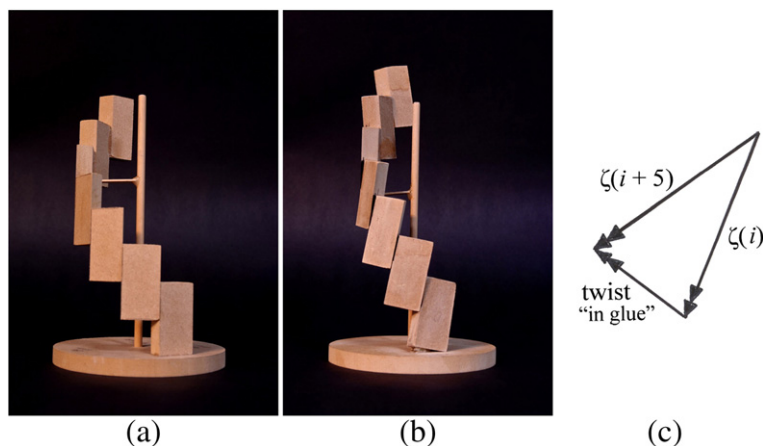 ζ(i + 5)
ζ(i)
twist
“in glue”
(a)
(b)
(c)